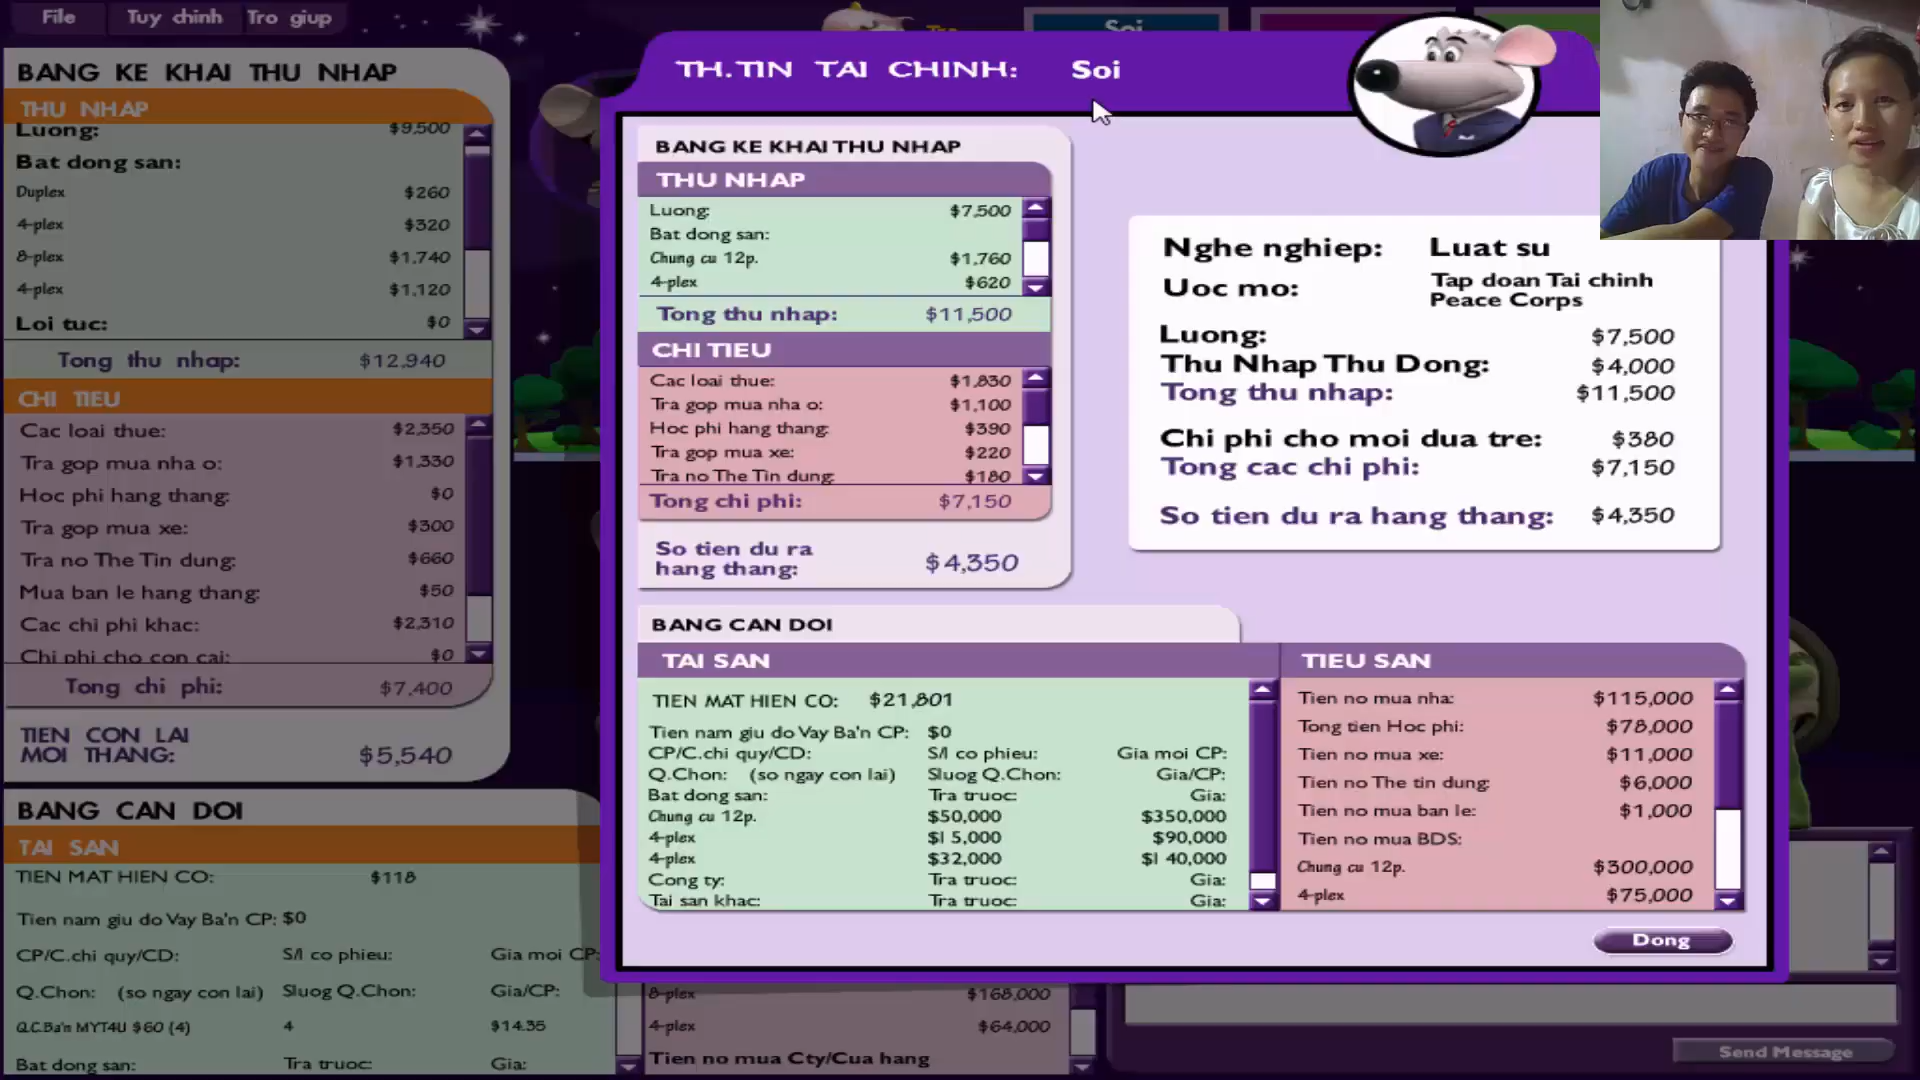 File Tuy chinh Tro giup
Soi
BANG KE KHAI THU NHAP
THU NHAP
Luong: $9,500
Bat dong san:
Duplex $260
4-plex $320
8-plex $1,740
4-plex $1,120
Loi tuc: $0
Tong thu nhap: $12,940
CHI TIEU
Cac loai thue: $2,350
Tra gop mua nha o: $1,330
Hoc phi hang thang: $0
Tra gop mua xe: $300
Tra no The Tin dung: $660
Mua ban le hang thang: $50
Cac chi phi khac: $2,310
Chi phi cho con cai: $0
Tong chi phi: $7,400
TIEN CON LAI
MOI THANG: $5,540
BANG CAN DOI
TAI SAN
TIEN MAT HIEN CO: $118
Tien nam giu do Vay Ba'n CP: $0
CP/C.chi quy/CD: S/l co phieu: Gia moi CP:
Q.Chon: (so ngay con lai) Sluog Q.Chon: Gia/CP:
Q.C.Ba'n MYT4U $60 (4) 4 $14.35
Bat dong san: Tra truoc: Gia:
TH.TIN TAI CHINH: Soi
BANG KE KHAI THU NHAP
THU NHAP
Luong: $7,500
Bat dong san:
Chung cu 12p. $1,760
4-plex $620
Tong thu nhap: $11,500
CHI TIEU
Cac loai thue: $1,830
Tra gop mua nha o: $1,100
Hoc phi hang thang: $390
Tra gop mua xe: $220
Tra no The Tin dung: $180
Tong chi phi: $7,150
So tien du ra
hang thang: $4,350
Nghe nghiep: Luat su
Uoc mo: Tap doan Tai chinh
Peace Corps
Luong: $7,500
Thu Nhap Thu Dong: $4,000
Tong thu nhap: $11,500
Chi phi cho moi dua tre: $380
Tong cac chi phi: $7,150
So tien du ra hang thang: $4,350
BANG CAN DOI
TAI SAN
TIEN MAT HIEN CO: $21,801
Tien nam giu do Vay Ba'n CP: $0
CP/C.chi quy/CD: S/l co phieu: Gia moi CP:
Q.Chon: (so ngay con lai) Sluog Q.Chon: Gia/CP:
Bat dong san: Tra truoc: Gia:
Chung cu 12p. $50,000 $350,000
4-plex $15,000 $90,000
4-plex $32,000 $140,000
Cong ty: Tra truoc: Gia:
Tai san khac: Tra truoc: Gia:
TIEU SAN
Tien no mua nha: $115,000
Tong tien Hoc phi: $78,000
Tien no mua xe: $11,000
Tien no The tin dung: $6,000
Tien no mua ban le: $1,000
Tien no mua BDS:
Chung cu 12p. $300,000
4-plex $75,000
Dong
8-plex $168,000
4-plex $64,000
Tien no mua Cty/Cua hang
Send Message